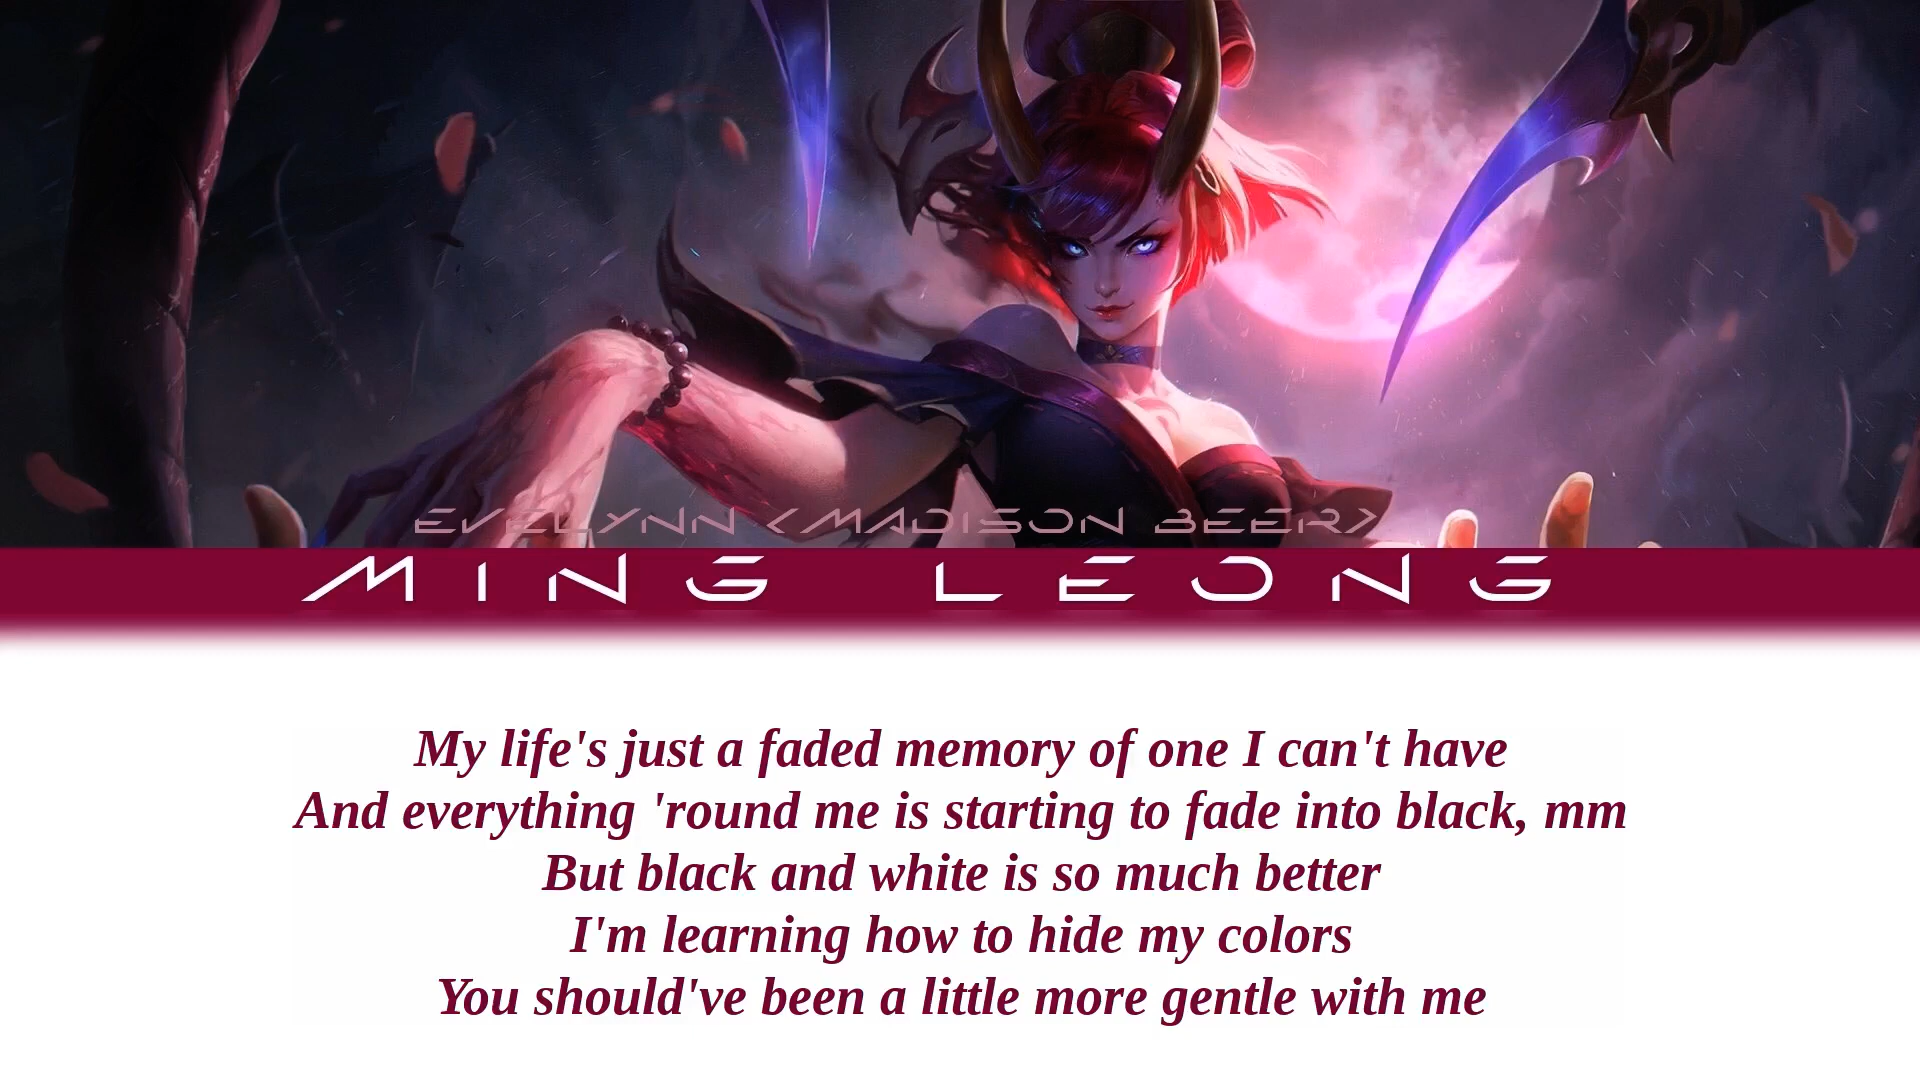 EVELYNN <MADISON BEER>
MING LEONG
My life's just a faded memory of one I can't have
And everything 'round me is starting to fade into black, mm
But black and white is so much better
I'm learning how to hide my colors
You should've been a little more gentle with me